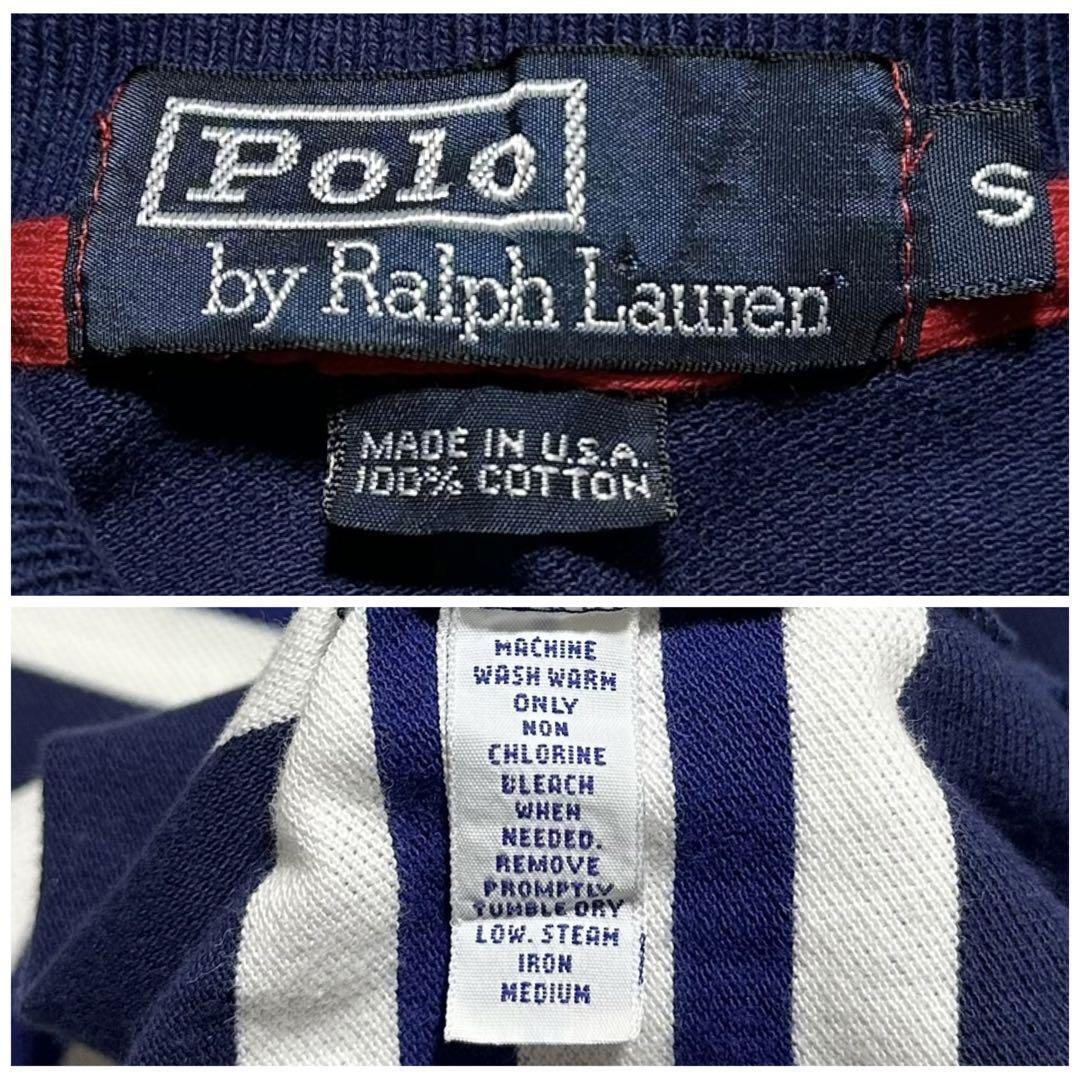 Polo
by Ralph Lauren
S
MADE IN U.S.A.
100% COTTON
MACHINE
WASH WARM
ONLY
NON
CHLORINE
BLEACH
WHEN
NEEDED.
REMOVE
PROMPTLY
TUMBLE DRY
LOW. STEAM
IRON
MEDIUM